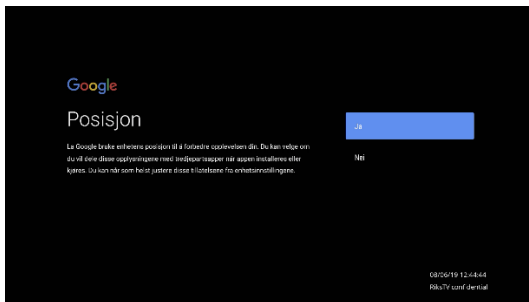 Google
Posisjon
La Google bruke enhetens posisjon til å forbedre opplevelsen din. Du kan velge om
du vil dele disse opplysningene med tredjepartsapper når appen installeres eller
kjøres. Du kan når som helst justere disse tillatelsene fra enhetsinnstillingene.
Ja
Nei
08/06/19 12:44:44
RiksTV confidential